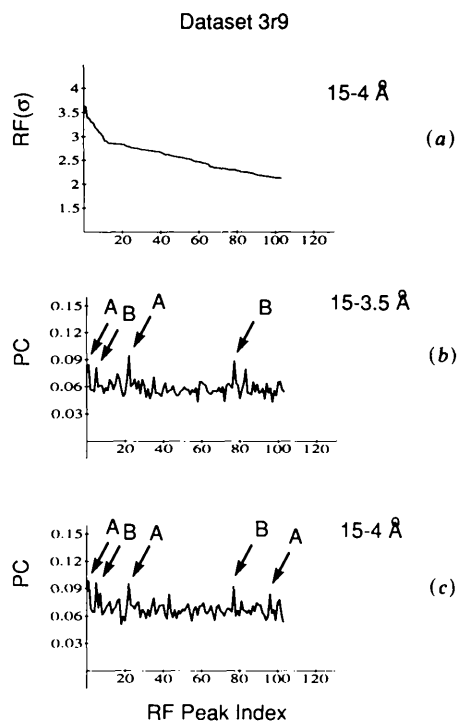 Dataset 3r9
15-4 Å
RF(σ)
4
3.5
3
2.5
2
1.5
20 40 60 80 100 120
(a)
15-3.5 Å
A B A B
PC
0.15
0.12
0.09
0.06
0.03
20 40 60 80 100 120
(b)
15-4 Å
A B A B A
PC
0.15
0.12
0.09
0.06
0.03
20 40 60 80 100 120
(c)
RF Peak Index